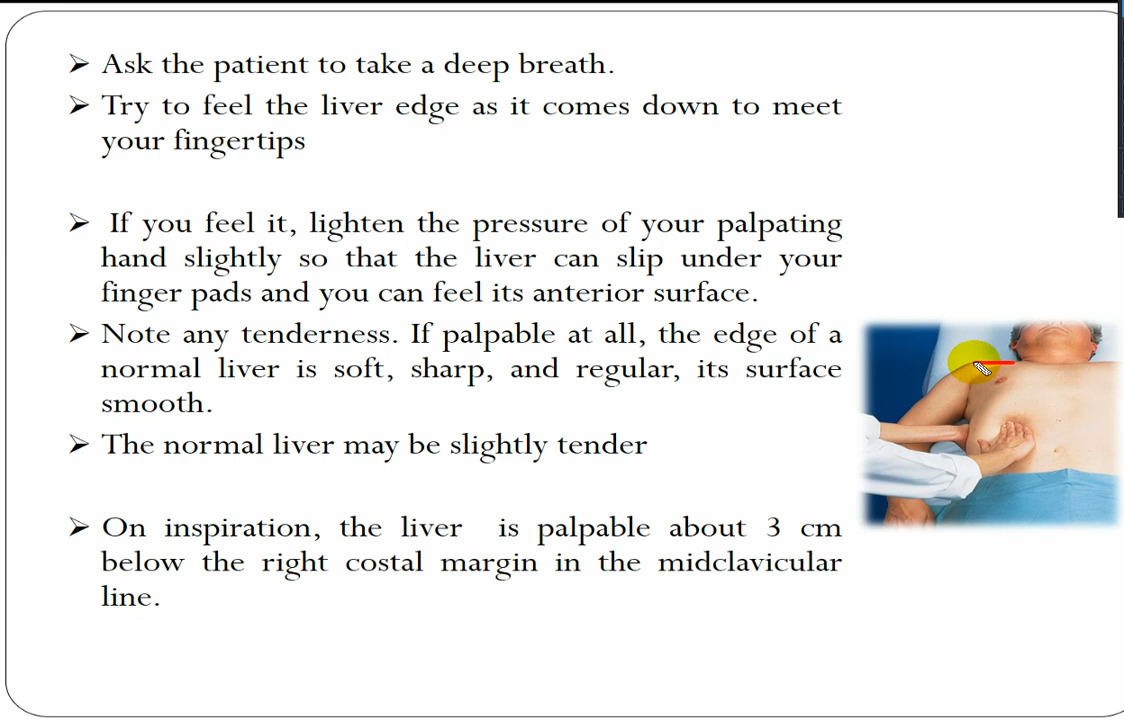 Ask the patient to take a deep breath.
Try to feel the liver edge as it comes down to meet
your fingertips
If you feel it, lighten the pressure of your palpating
hand slightly so that the liver can slip under your
finger pads and you can feel its anterior surface.
Note any tenderness. If palpable at all, the edge of a
normal liver is soft, sharp, and regular, its surface
smooth.
The normal liver may be slightly tender
On inspiration, the liver is palpable about 3 cm
below the right costal margin in the midclavicular
line.